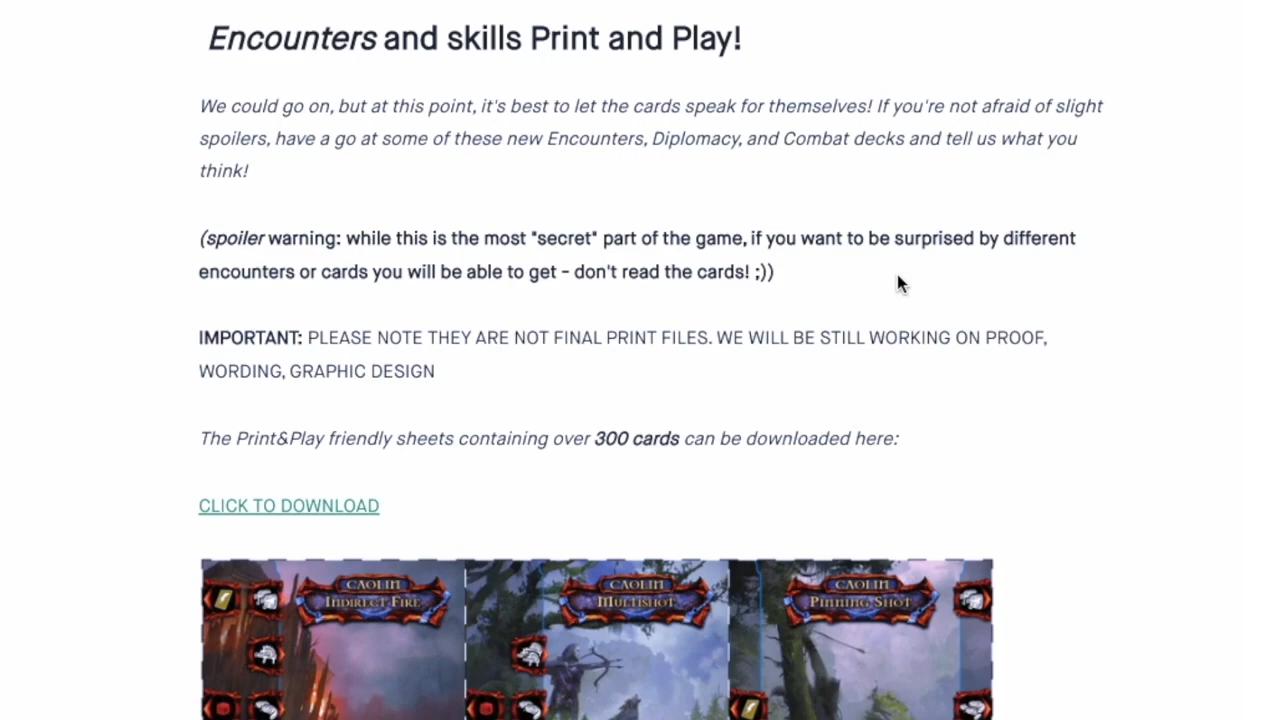 Encounters and skills Print and Play!
We could go on, but at this point, it's best to let the cards speak for themselves! If you're not afraid of slight
spoilers, have a go at some of these new Encounters, Diplomacy, and Combat decks and tell us what you
think!
(spoiler warning: while this is the most "secret" part of the game, if you want to be surprised by different
encounters or cards you will be able to get - don't read the cards! ;))
IMPORTANT: PLEASE NOTE THEY ARE NOT FINAL PRINT FILES. WE WILL BE STILL WORKING ON PROOF,
WORDING, GRAPHIC DESIGN
The Print&Play friendly sheets containing over 300 cards can be downloaded here:
CLICK TO DOWNLOAD
CAOLIN
INDIRECT FIRE
CAOLIN
MULTISHOT
CAOLIN
PINNING SHOT